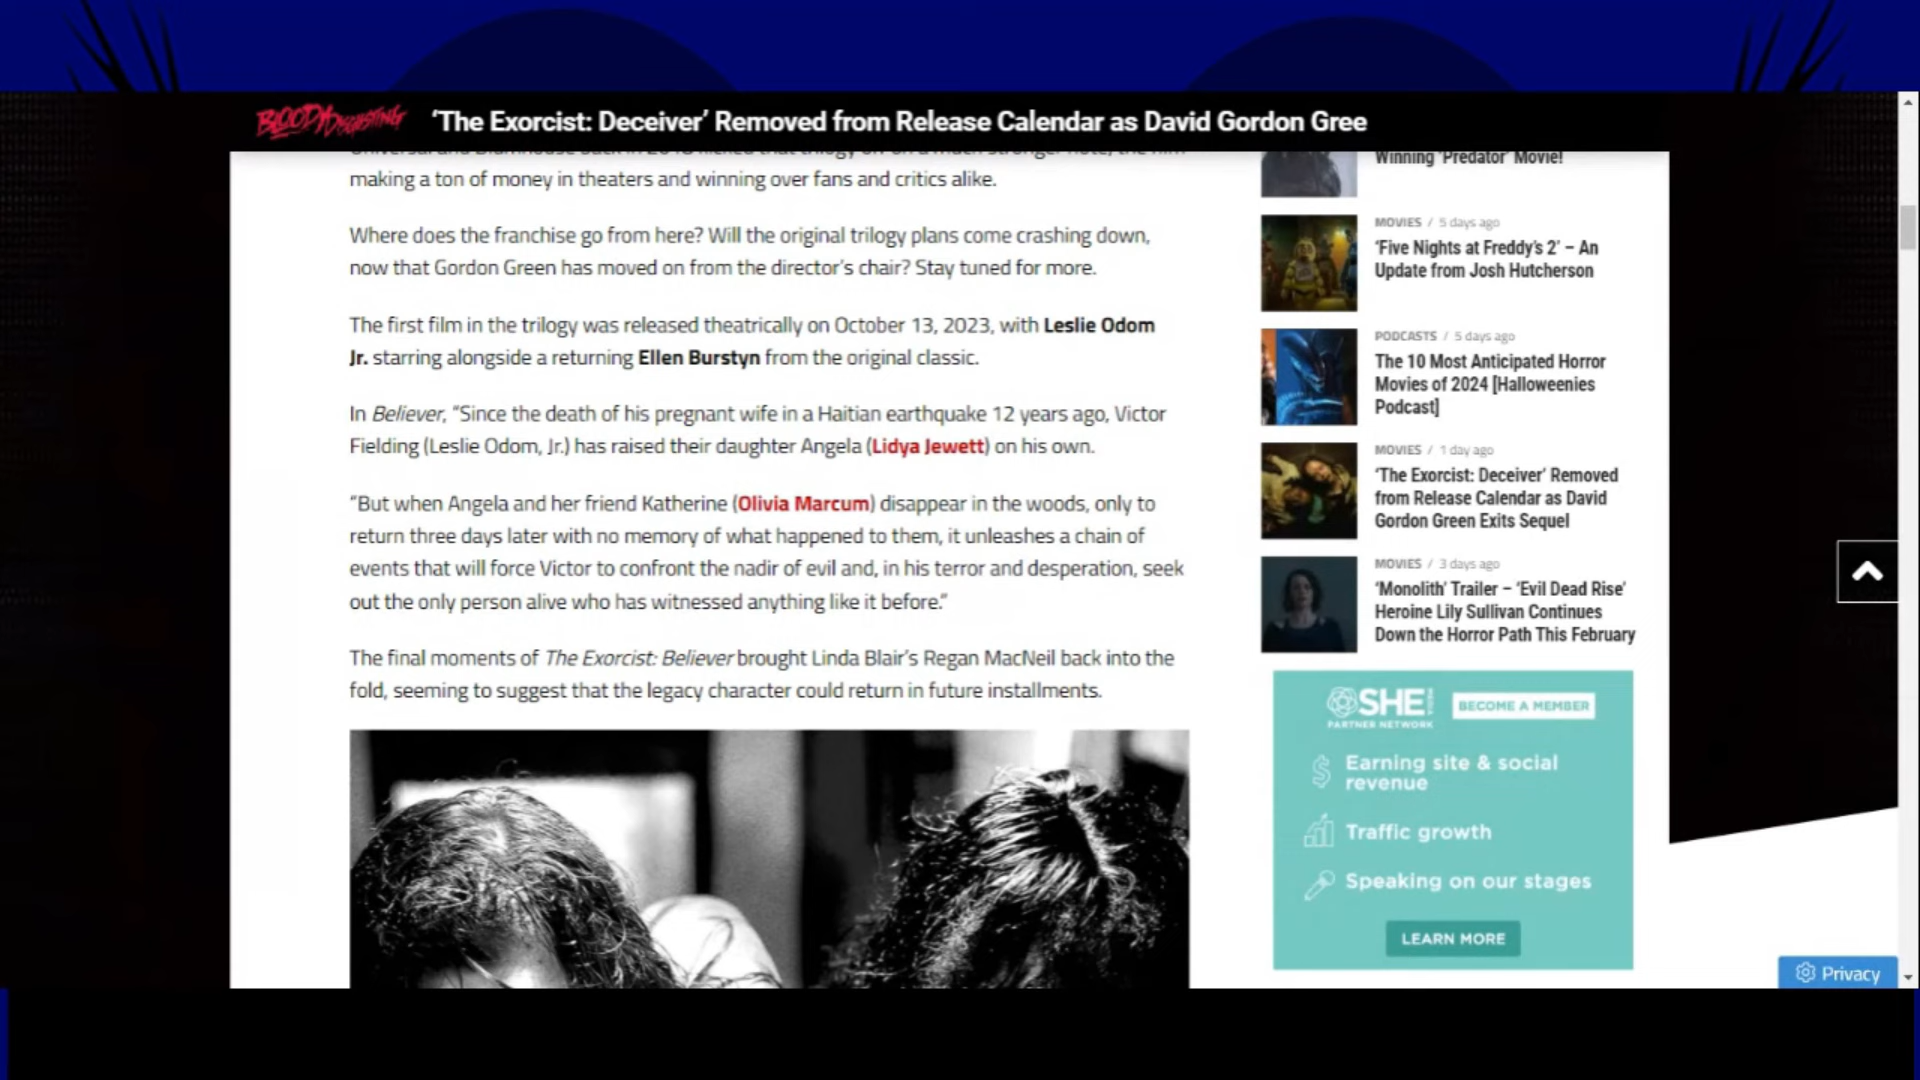 BLOODY DISGUSTING
‘The Exorcist: Deceiver’ Removed from Release Calendar as David Gordon Gree
making a ton of money in theaters and winning over fans and critics alike.
Where does the franchise go from here? Will the original trilogy plans come crashing down,
now that Gordon Green has moved on from the director's chair? Stay tuned for more.
The first film in the trilogy was released theatrically on October 13, 2023, with Leslie Odom
Jr. starring alongside a returning Ellen Burstyn from the original classic.
In Believer, “Since the death of his pregnant wife in a Haitian earthquake 12 years ago, Victor
Fielding (Leslie Odom, Jr.) has raised their daughter Angela (Lidya Jewett) on his own.
“But when Angela and her friend Katherine (Olivia Marcum) disappear in the woods, only to
return three days later with no memory of what happened to them, it unleashes a chain of
events that will force Victor to confront the nadir of evil and, in his terror and desperation, seek
out the only person alive who has witnessed anything like it before.”
The final moments of The Exorcist: Believer brought Linda Blair's Regan MacNeil back into the
fold, seeming to suggest that the legacy character could return in future installments.
Winning ‘Predator’ Movie!
MOVIES / 5 days ago
‘Five Nights at Freddy's 2’ – An
Update from Josh Hutcherson
PODCASTS / 5 days ago
The 10 Most Anticipated Horror
Movies of 2024 [Halloweenies
Podcast]
MOVIES / 1 day ago
‘The Exorcist: Deceiver’ Removed
from Release Calendar as David
Gordon Green Exits Sequel
MOVIES / 3 days ago
‘Monolith’ Trailer – ‘Evil Dead Rise’
Heroine Lily Sullivan Continues
Down the Horror Path This February
SHE MEDIA
PARTNER NETWORK
BECOME A MEMBER
Earning site & social
revenue
Traffic growth
Speaking on our stages
LEARN MORE
Privacy